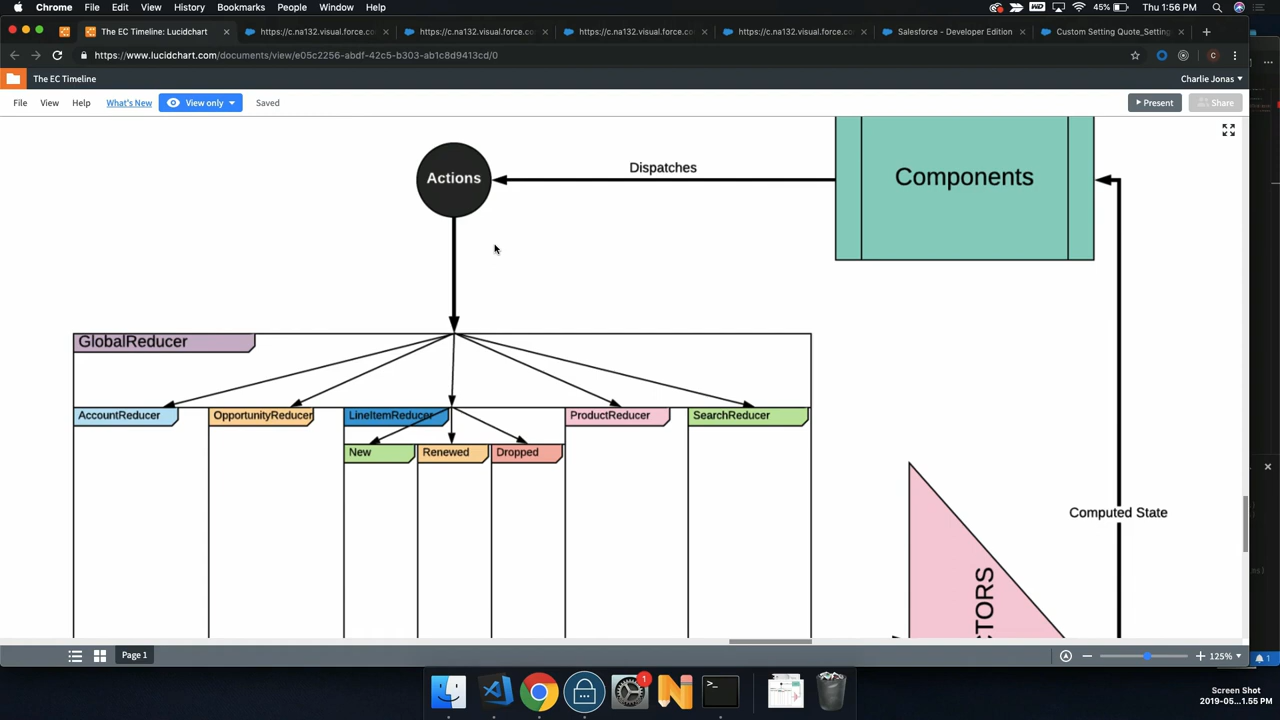 Chrome File Edit View History Bookmarks People Window Help 45% Thu 1:56 PM
The EC Timeline: Lucidchart https://c.na132.visual.force.co https://c.na132.visual.force.co https://c.na132.visual.force.co https://c.na132.visual.force.co Salesforce - Developer Edition Custom Setting Quote_Setting
https://www.lucidchart.com/documents/view/e05c2256-abdf-42c5-b303-ab1c8d9413cd/0 C
The EC Timeline Charlie Jonas
File View Help What's New View only Saved Present Share
Dispatches
Actions
Components
GlobalReducer
AccountReducer OpportunityReducer LineItemReducer ProductReducer SearchReducer
New Renewed Dropped
Computed State
CTORS
Page 1 125%
1
1
Screen Shot
2019-05...1.55 PM